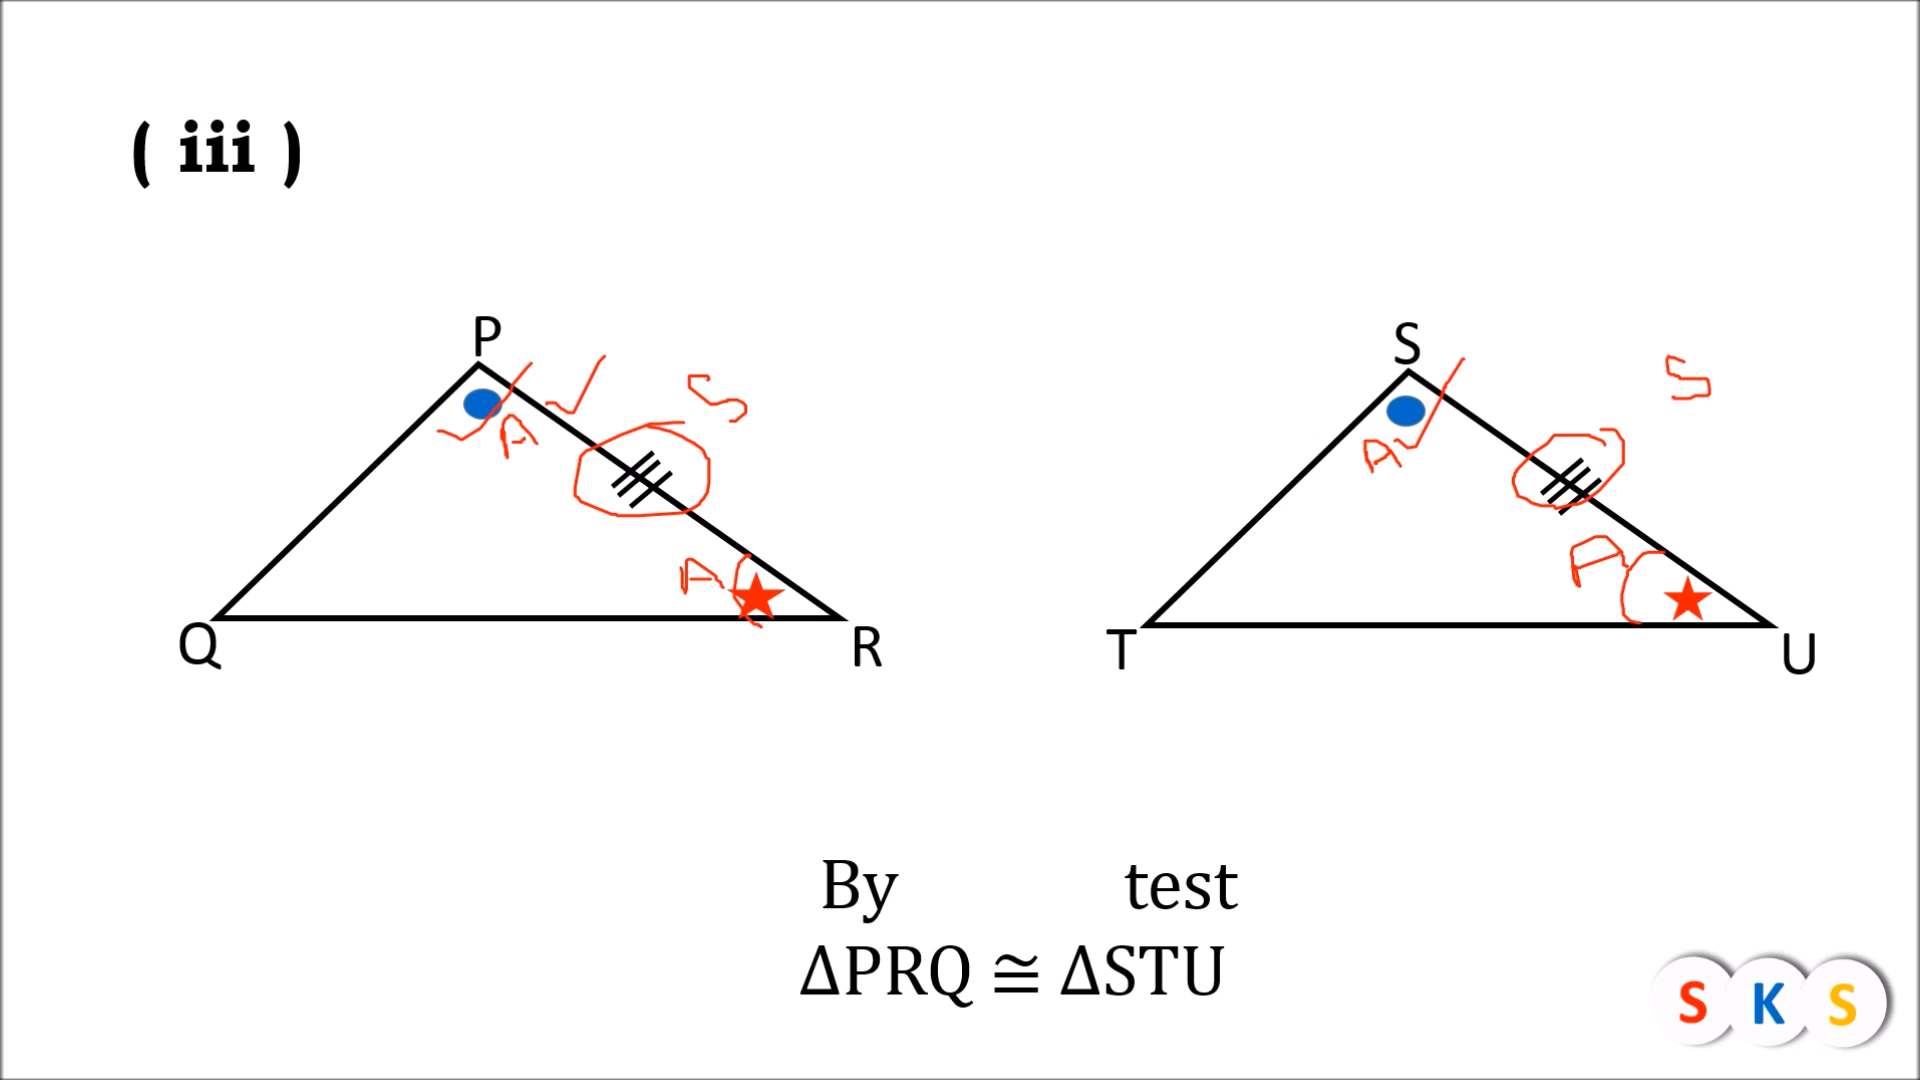 ( iii )
P
S
S
S
A
A
A
A
Q
R
T
U
By test
ΔPRQ ≅ ΔSTU
S K S